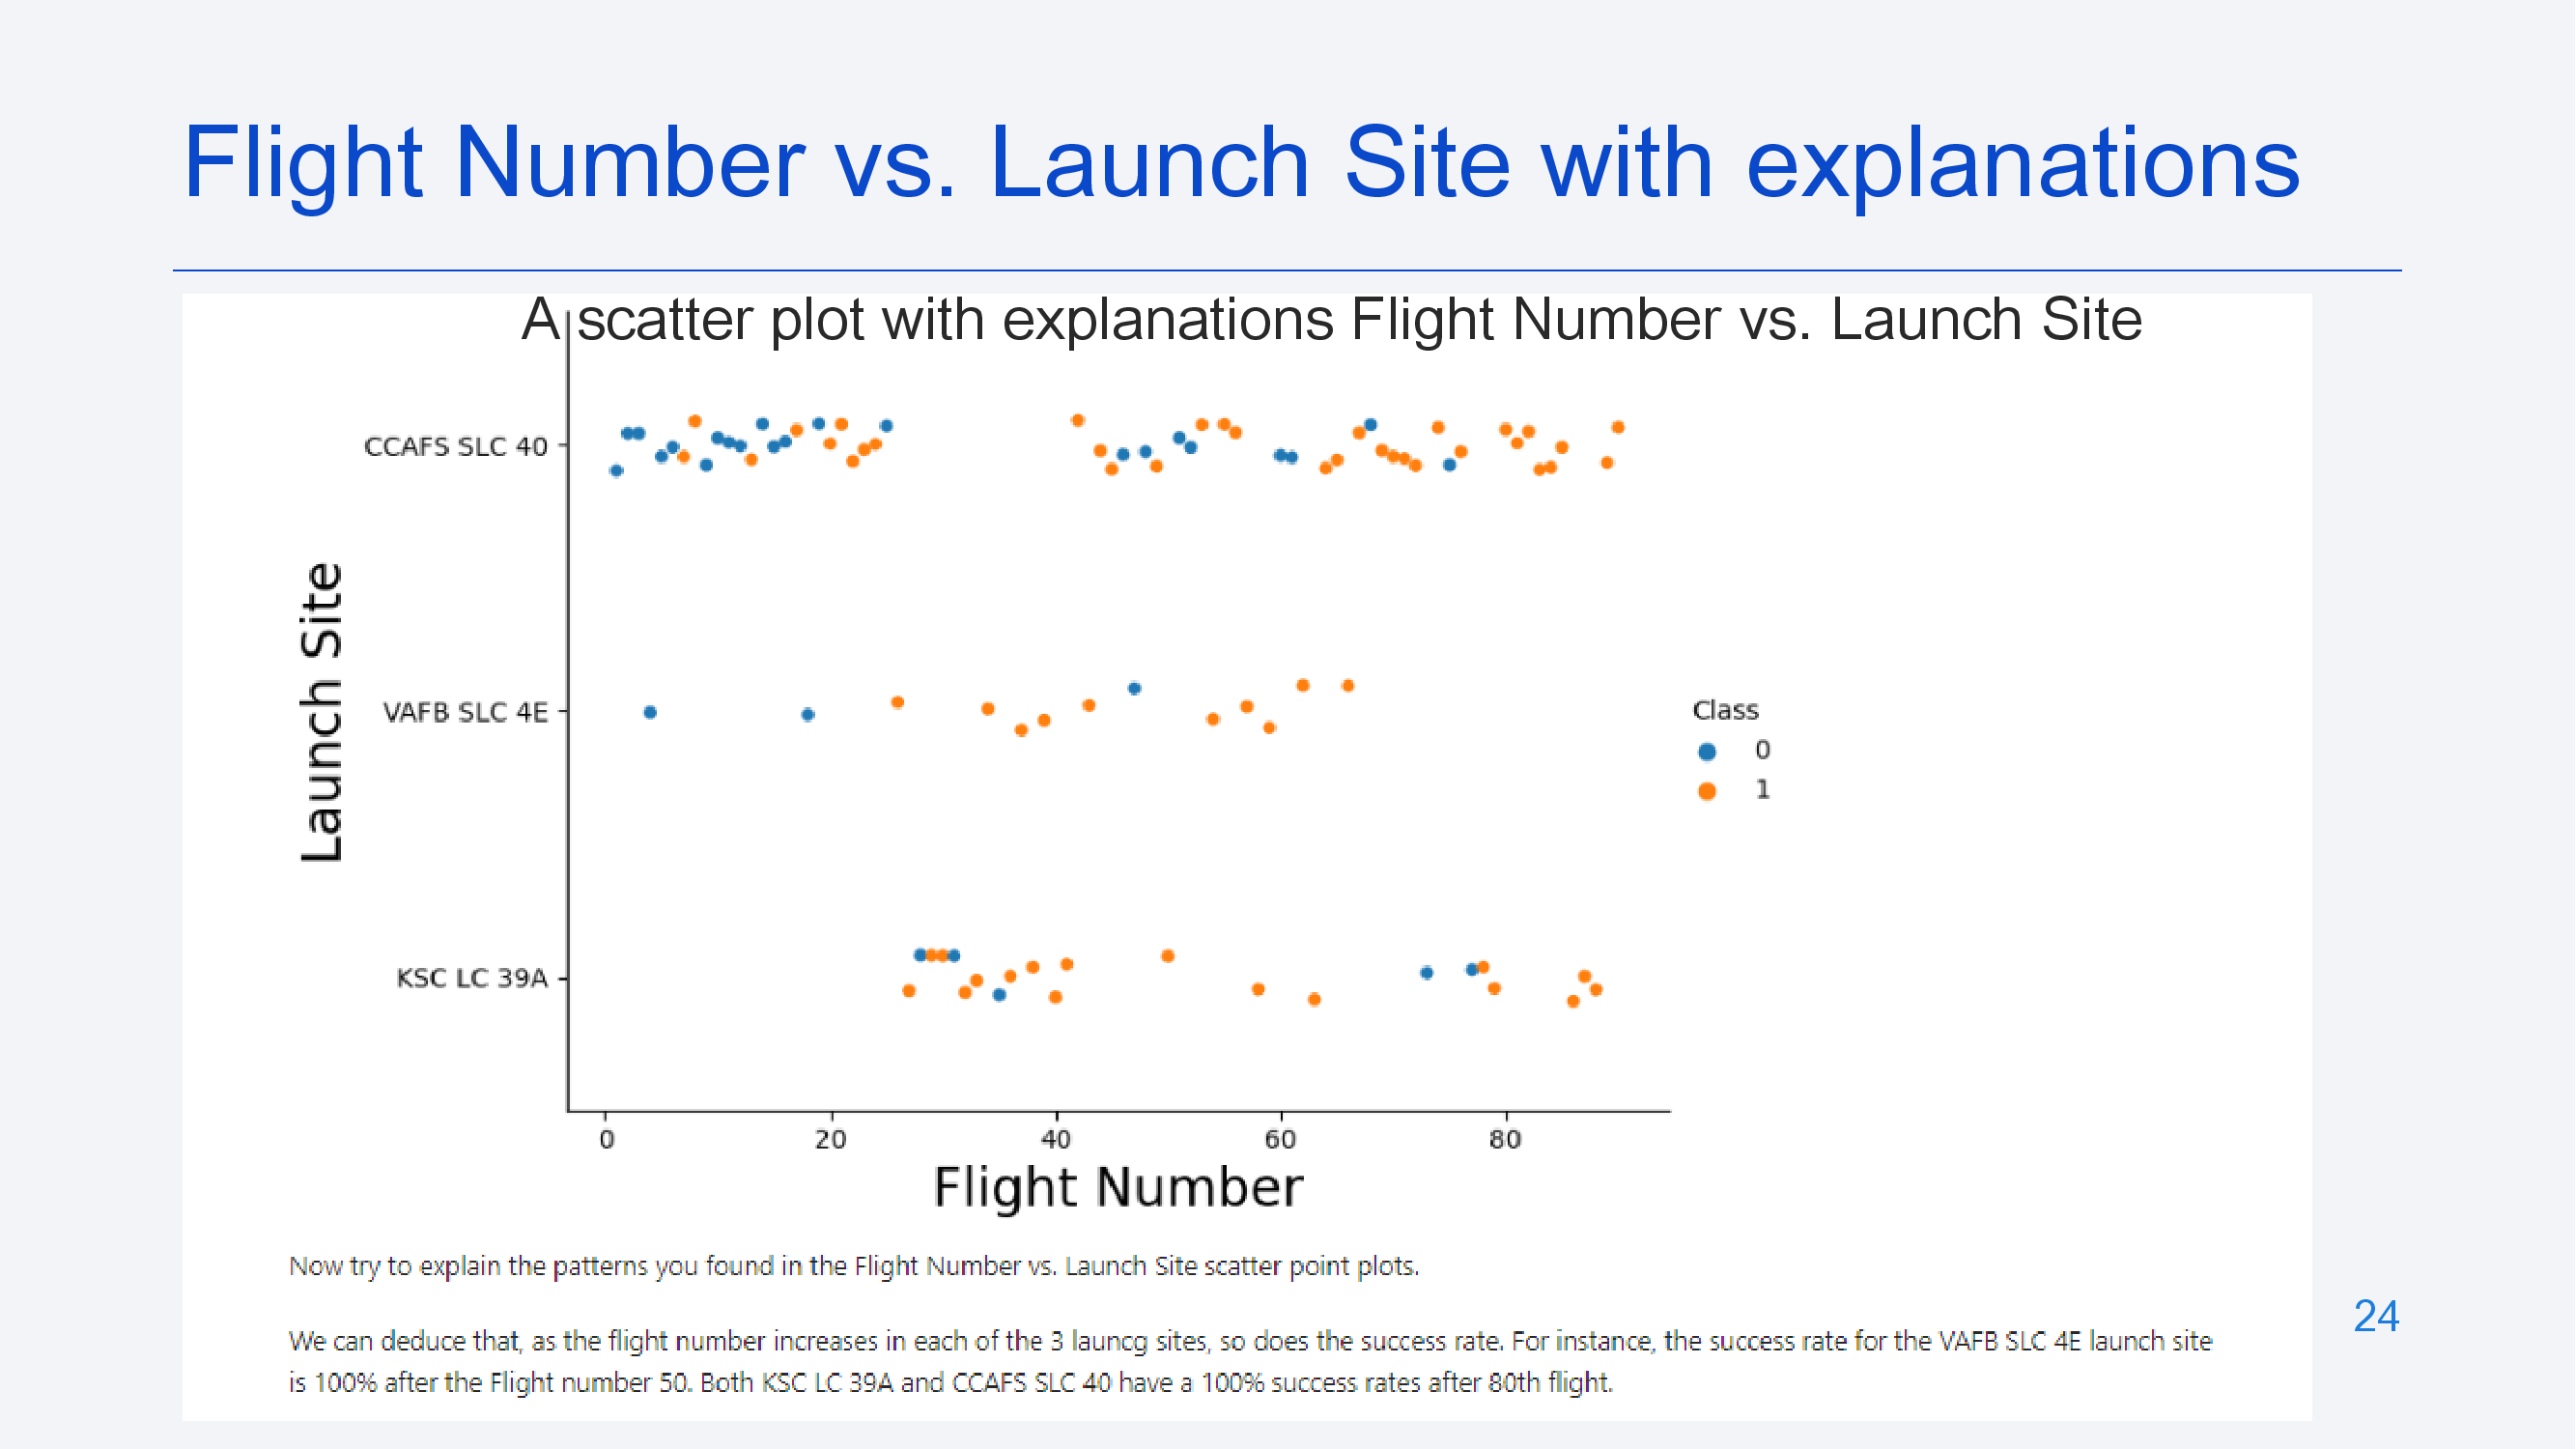 Flight Number vs. Launch Site with explanations
A scatter plot with explanations Flight Number vs. Launch Site
CCAFS SLC 40
VAFB SLC 4E
KSC LC 39A
Launch Site
0 20 40 60 80
Flight Number
Class
0
1
Now try to explain the patterns you found in the Flight Number vs. Launch Site scatter point plots.
We can deduce that, as the flight number increases in each of the 3 launcg sites, so does the success rate. For instance, the success rate for the VAFB SLC 4E launch site
is 100% after the Flight number 50. Both KSC LC 39A and CCAFS SLC 40 have a 100% success rates after 80th flight.
24